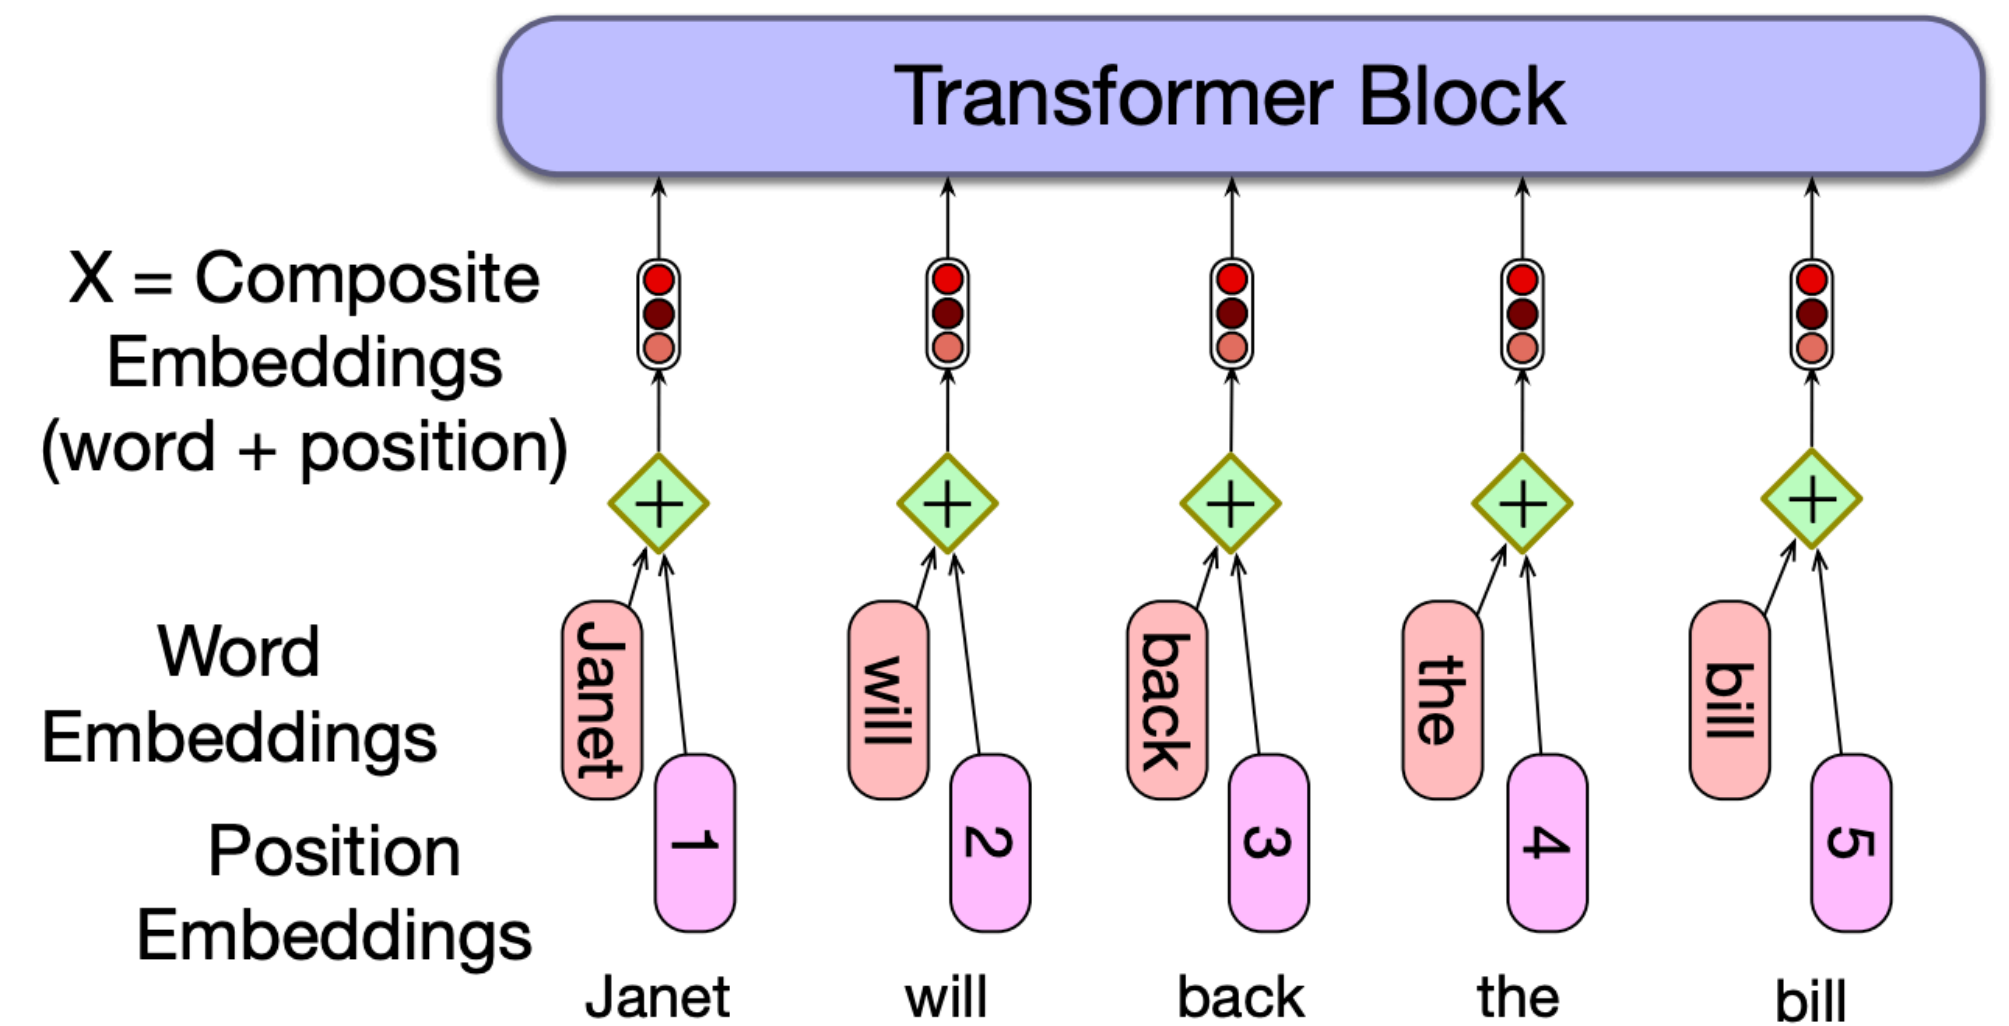 Transformer Block
X = Composite
Embeddings
(word + position)
+ + + + +
Word
Embeddings
Janet will back the bill
Position
Embeddings
1 2 3 4 5
Janet will back the bill